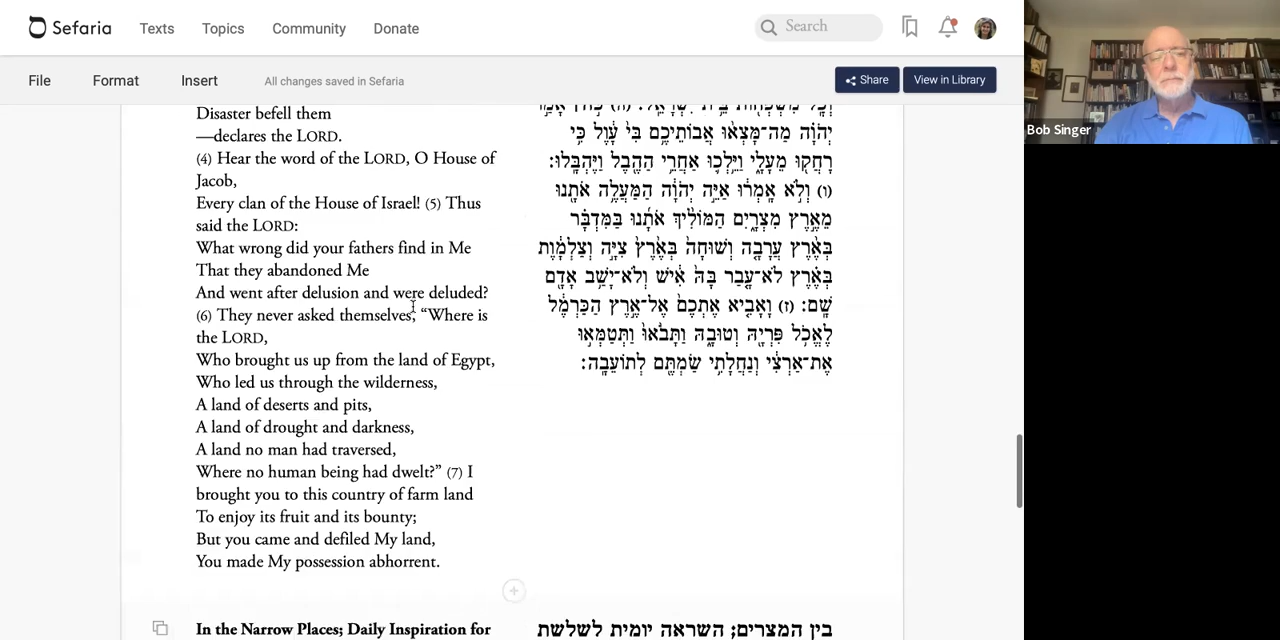 Sefaria
Texts
Topics
Community
Donate
Search
File
Format
Insert
All changes saved in Sefaria
Share
View in Library
Bob Singer
Disaster befell them
—declares the LORD.
(4) Hear the word of the LORD, O House of
Jacob,
Every clan of the House of Israel! (5) Thus
said the LORD:
What wrong did your fathers find in Me
That they abandoned Me
And went after delusion and were deluded?
(6) They never asked themselves, “Where is
the LORD,
Who brought us up from the land of Egypt,
Who led us through the wilderness,
A land of deserts and pits,
A land of drought and darkness,
A land no man had traversed,
Where no human being had dwelt?” (7) I
brought you to this country of farm land
To enjoy its fruit and its bounty;
But you came and defiled My land,
You made My possession abhorrent.
וְכׇֽל־מִשְׁפְּח֖וֹת בֵּ֥ית יִשְׂרָאֵֽל׃ (ה) כֹּ֣ה ׀ אָמַ֣ר
יְהֹוָ֗ה מַה־מָּצְא֨וּ אֲבוֹתֵיכֶ֥ם בִּי֙ עָ֔וֶל כִּ֥י
רָחֲק֖וּ מֵעָלָ֑י וַיֵּֽלְכ֛וּ אַחֲרֵ֥י הַהֶ֖בֶל וַיֶּהְבָּֽלוּ׃
(ו) וְלֹ֣א אָמְר֔וּ אַיֵּ֣ה יְהֹוָ֔ה הַמַּעֲלֶ֥ה אֹתָ֖נוּ
מֵאֶ֣רֶץ מִצְרָ֑יִם הַמּוֹלִ֨יךְ אֹתָ֜נוּ בַּמִּדְבָּ֗ר
בְּאֶ֨רֶץ עֲרָבָ֤ה וְשׁוּחָה֙ בְּאֶ֙רֶץ֙ צִיָּ֣ה וְצַלְמָ֔וֶת
בְּאֶ֗רֶץ לֹא־עָ֤בַר בָּהּ֙ אִ֔ישׁ וְלֹא־יָשַׁ֥ב אָדָ֖ם
שָֽׁם׃ (ז) וָאָבִ֤יא אֶתְכֶם֙ אֶל־אֶ֣רֶץ הַכַּרְמֶ֔ל
לֶאֱכֹ֥ל פִּרְיָ֖הּ וְטוּבָ֑הּ וַתָּבֹ֙אוּ֙ וַתְּטַמְּא֣וּ
אֶת־אַרְצִ֔י וְנַחֲלָתִ֥י שַׂמְתֶּ֖ם לְתוֹעֵבָֽה׃
In the Narrow Places; Daily Inspiration for
בין המצרים; השראה יומית לשלשת